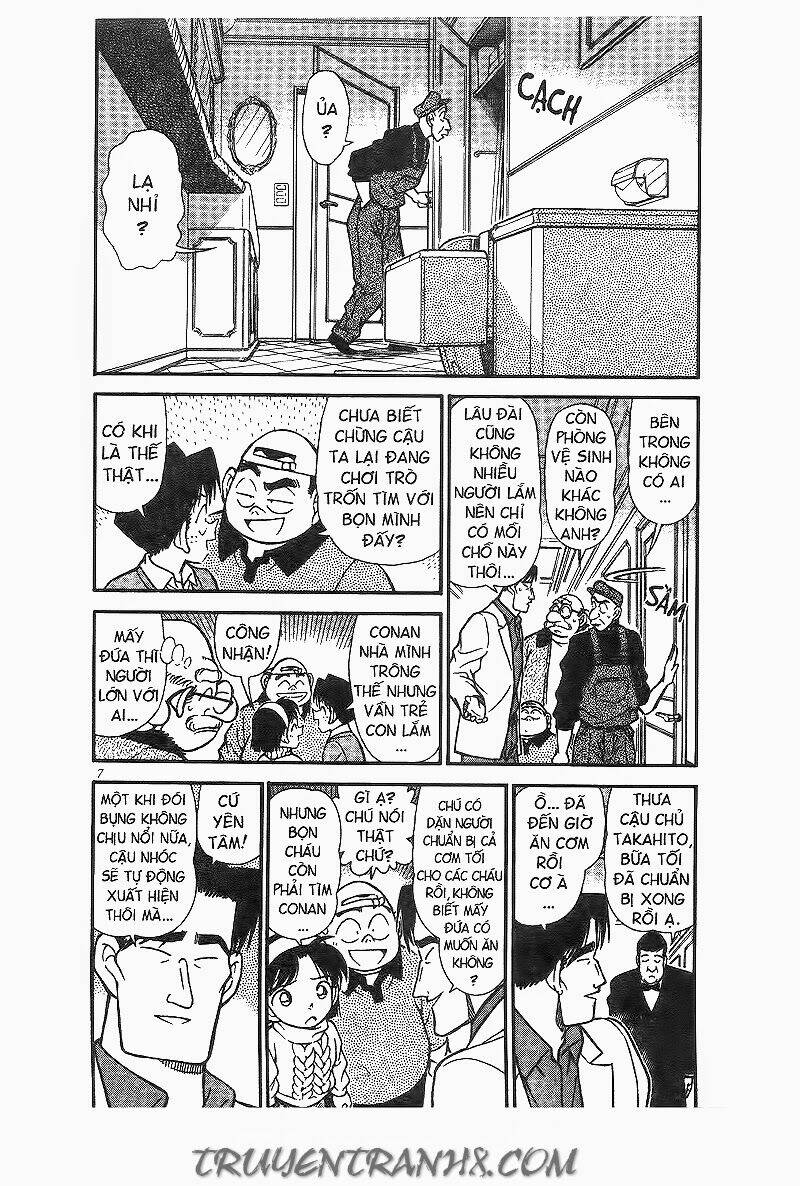 CẠCH
ỦA
?
LẠ
NHỈ
?
BÊN
TRONG
KHÔNG
CÓ AI
...
CÒN
PHÒNG
VỆ SINH
NÀO
KHÁC
KHÔNG
ANH?
LÂU ĐÀI
CŨNG
KHÔNG
NHIỀU
NGƯỜI LẮM
NÊN CHỈ
CÓ MỖI
CHỖ NÀY
THÔI...
SẦM
CHƯA BIẾT
CHỪNG CẬU
TA LẠI ĐANG
CHƠI TRÒ
TRỐN TÌM VỚI
BỌN MÌNH
ĐẤY?
CÓ KHI
LÀ THẾ
THẬT...
CONAN
NHÀ MÌNH
TRÔNG
THẾ NHƯNG
VẪN TRẺ
CON LẮM
...
CÔNG
NHẬN!
MẤY
ĐỨA THÌ
NGƯỜI
LỚN VỚI
AI...
7
THƯA
CẬU CHỦ
TAKAHITO,
BỮA TỐI
ĐÃ CHUẨN
BỊ XONG
RỒI Ạ.
Ồ... ĐÃ
ĐẾN GIỜ
ĂN CƠM
RỒI
CƠ À
...
CHÚ CÓ
DẶN NGƯỜI
CHUẨN BỊ CẢ
CƠM TỐI
CHO CÁC CHÁU
RỒI, KHÔNG
BIẾT MẤY
ĐỨA CÓ
MUỐN ĂN
KHÔNG
?
GÌ Ạ?
CHÚ NÓI
THẬT
CHỨ?
NHƯNG
BỌN
CHÁU
CÒN
PHẢI TÌM
CONAN
...
CỨ
YÊN
TÂM!
MỘT KHI ĐÓI
BỤNG KHÔNG
CHỊU NỔI NỮA,
CẬU NHÓC
SẼ TỰ ĐỘNG
XUẤT HIỆN
THÔI MÀ...
TRUYENTRANH8.COM